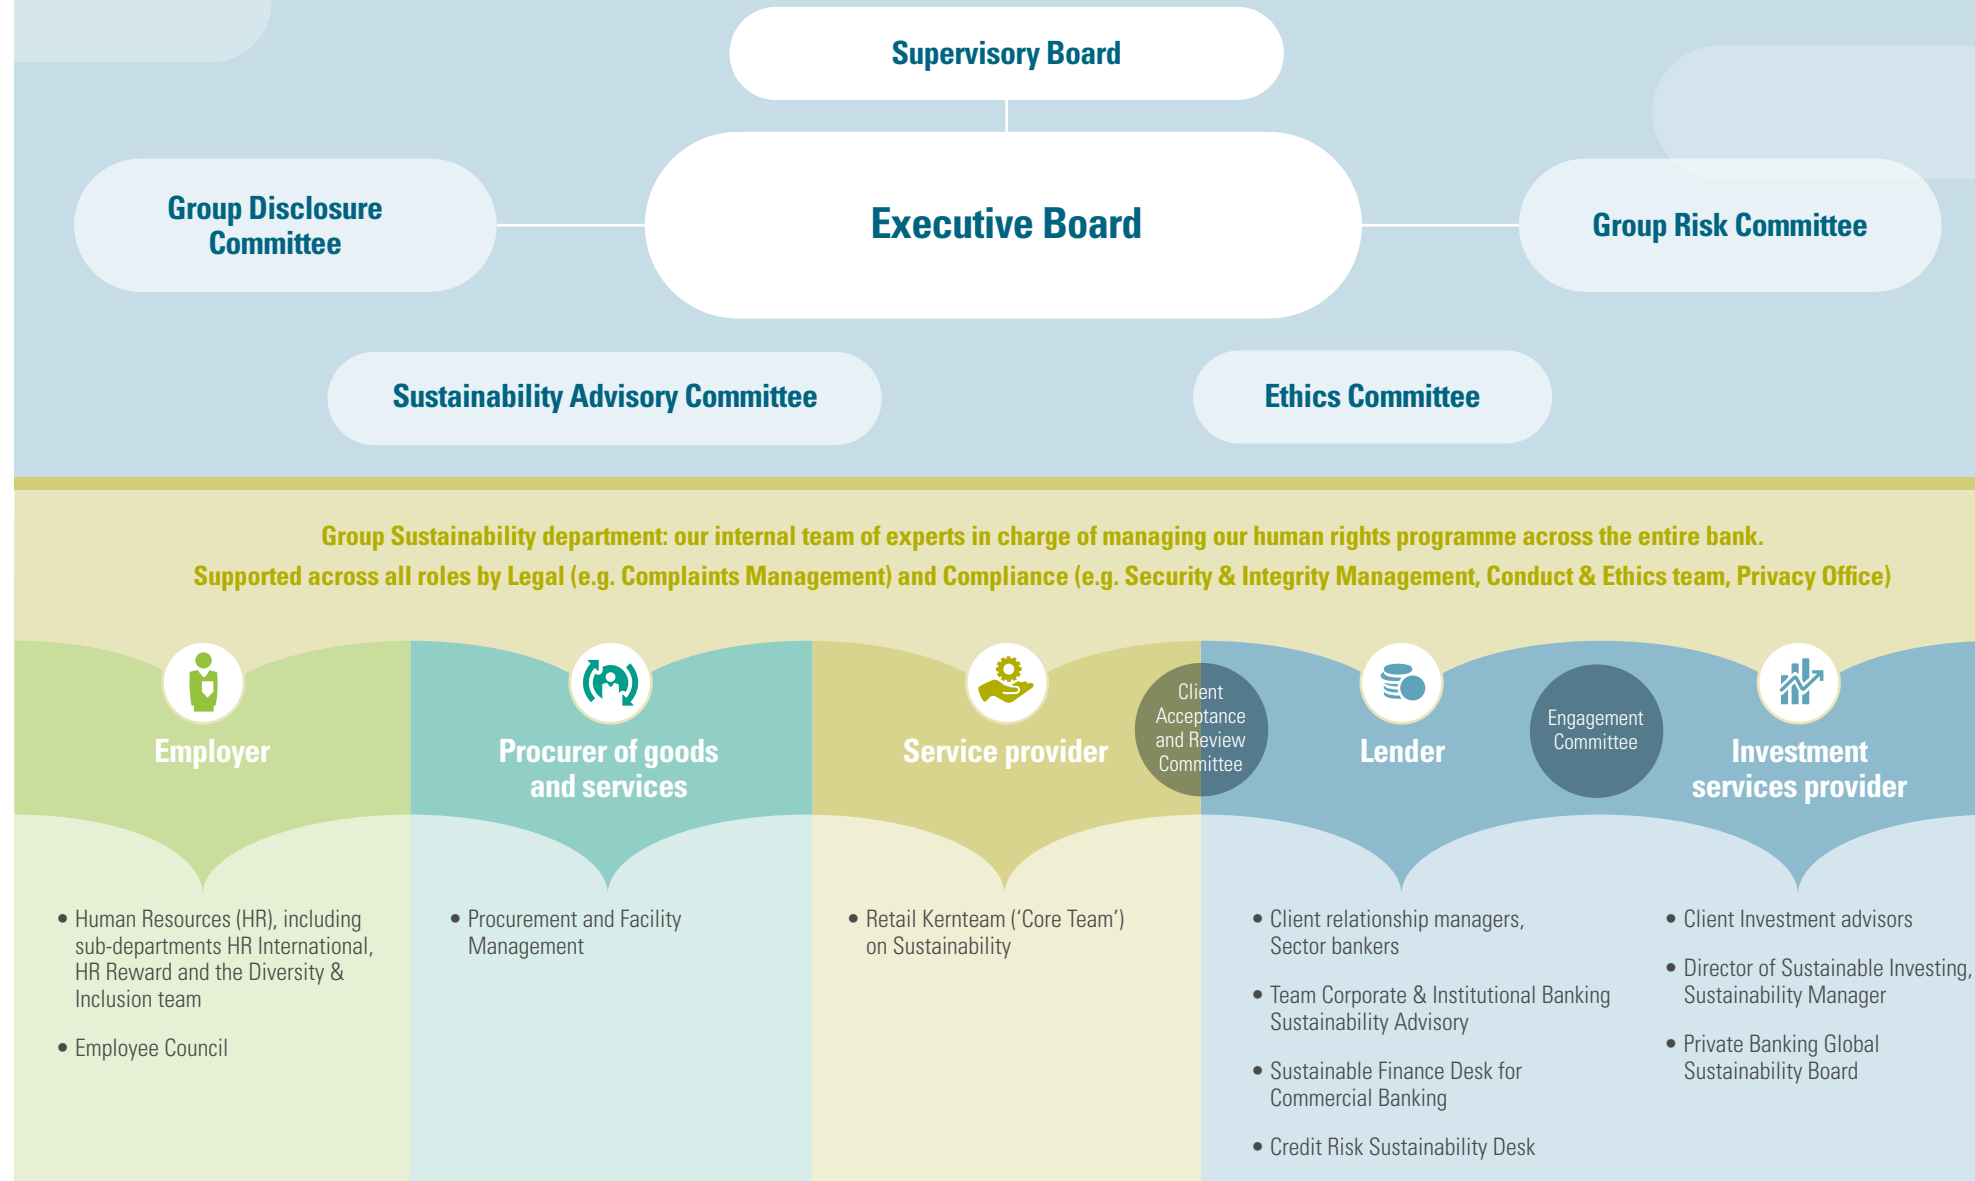 Supervisory Board
Group Disclosure
Committee
Executive Board
Group Risk Committee
Sustainability Advisory Committee
Ethics Committee
Group Sustainability department: our internal team of experts in charge of managing our human rights programme across the entire bank.
Supported across all roles by Legal (e.g. Complaints Management) and Compliance (e.g. Security & Integrity Management, Conduct & Ethics team, Privacy Office)
Employer
Procurer of goods
and services
Service provider
Client
Acceptance
and Review
Committee
Lender
Engagement
Committee
Investment
services provider
• Human Resources (HR), including
sub-departments HR International,
HR Reward and the Diversity &
Inclusion team
• Employee Council
• Procurement and Facility
Management
• Retail Kernteam (‘Core Team’)
on Sustainability
• Client relationship managers,
Sector bankers
• Team Corporate & Institutional Banking
Sustainability Advisory
• Sustainable Finance Desk for
Commercial Banking
• Credit Risk Sustainability Desk
• Client Investment advisors
• Director of Sustainable Investing,
Sustainability Manager
• Private Banking Global
Sustainability Board